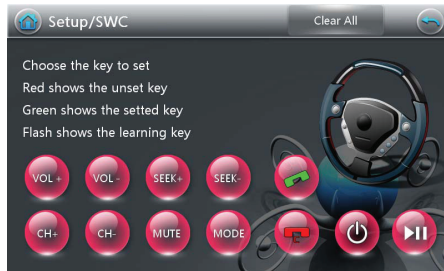 Setup/SWC
Clear All
Choose the key to set
Red shows the unset key
Green shows the setted key
Flash shows the learning key
VOL + VOL - SEEK+ SEEK-
CH+ CH- MUTE MODE